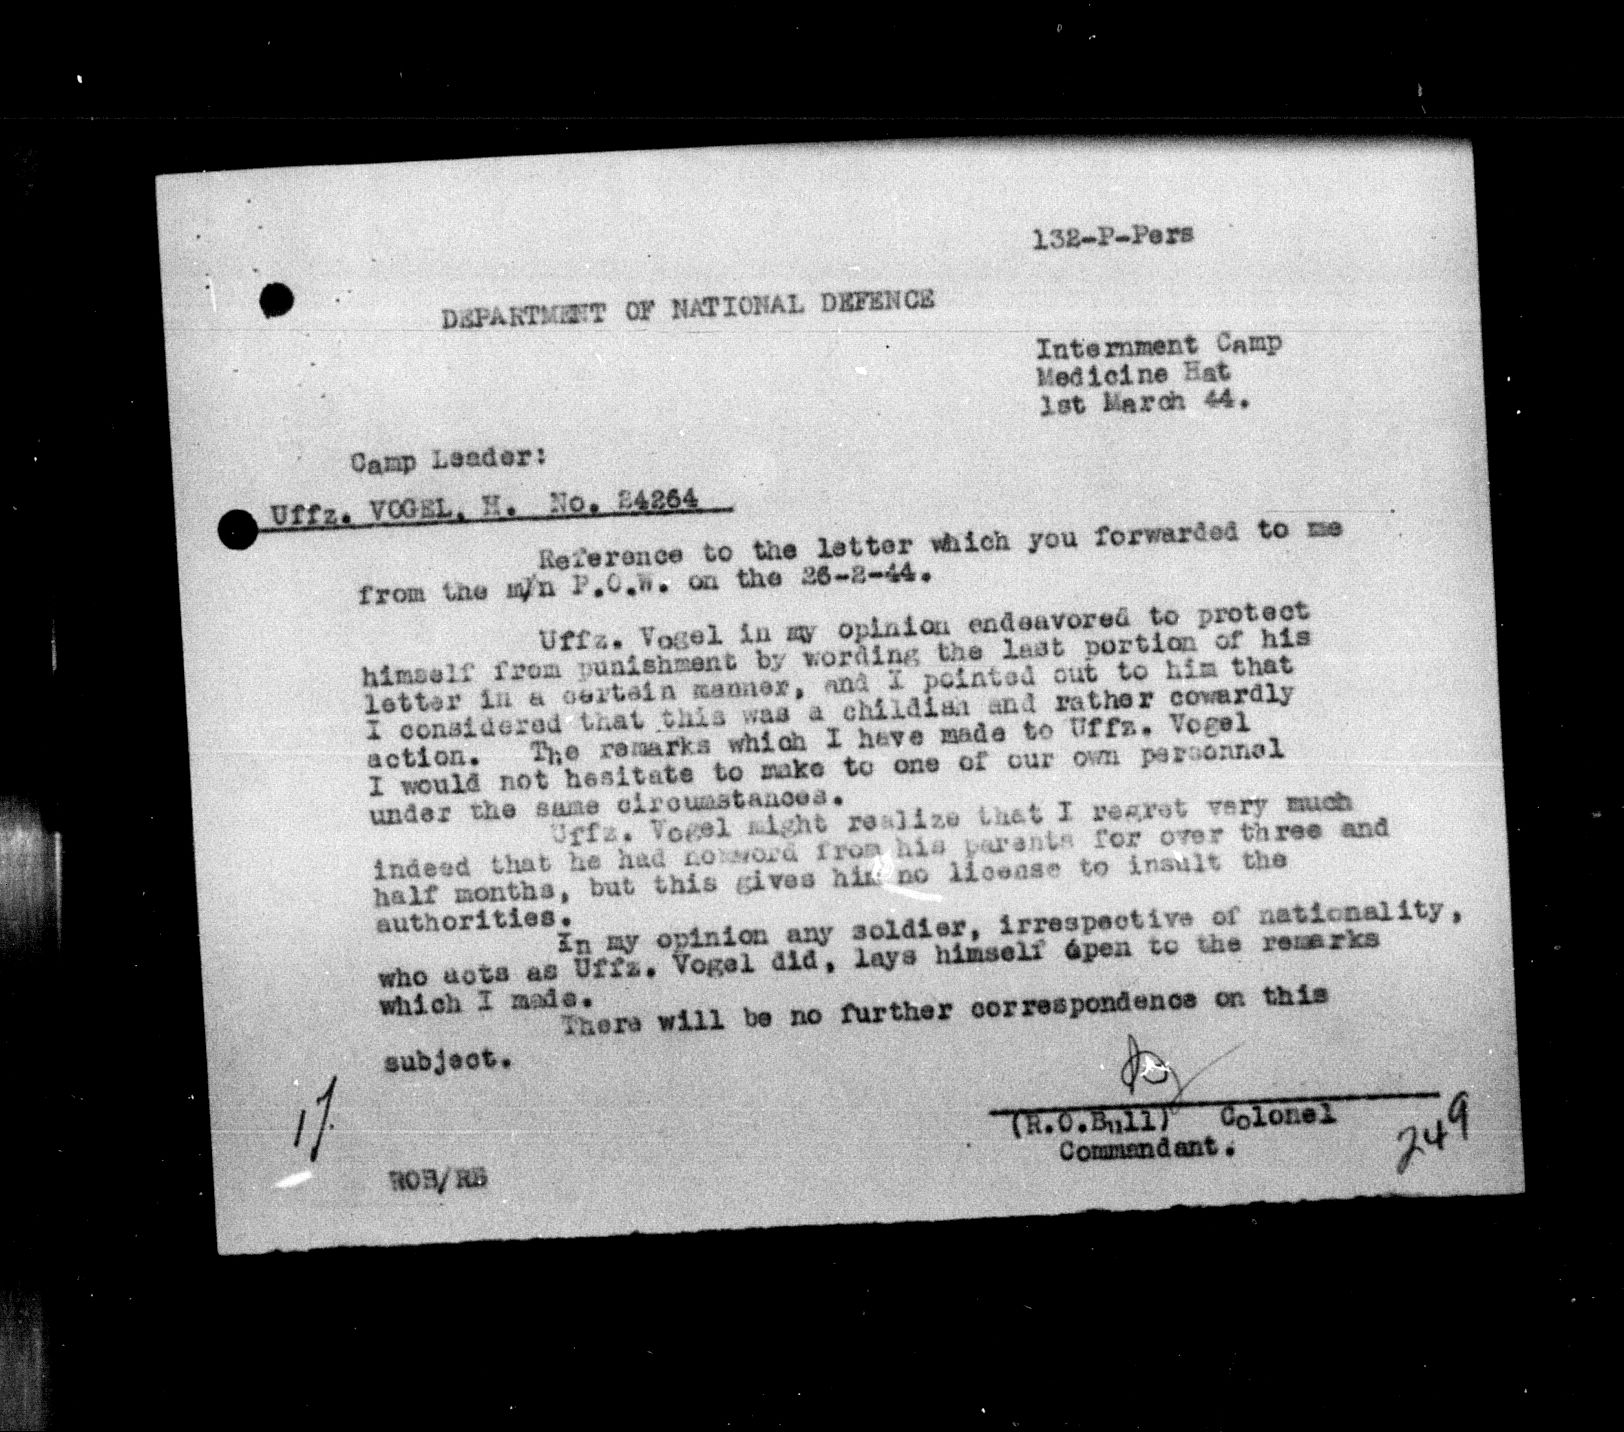 132-P-Pers
DEPARTMENT OF NATIONAL DEFENCE
Internment Camp
Medicine Hat
1st March 44.
Camp Leader:
Uffz. VOGEL, H. No. 24264
Reference to the letter which you forwarded to me
from the m/n P.O.W. on the 26-2-44.
Uffz. Vogel in my opinion endeavored to protect
himself from punishment by wording the last portion of his
letter in a certain manner, and I pointed out to him that
I considered that this was a childish and rather cowardly
action. The remarks which I have made to Uffz. Vogel
I would not hesitate to make to one of our own personnel
under the same circumstances.
Uffz. Vogel might realize that I regret very much
indeed that he had no word from his parents for over three and
half months, but this gives him no license to insult the
authorities.
In my opinion any soldier, irrespective of nationality,
who acts as Uffz. Vogel did, lays himself open to the remarks
which I made.
There will be no further correspondence on this
subject.
(R.O.Bull) Colonel
Commandant.
249
ROB/RB